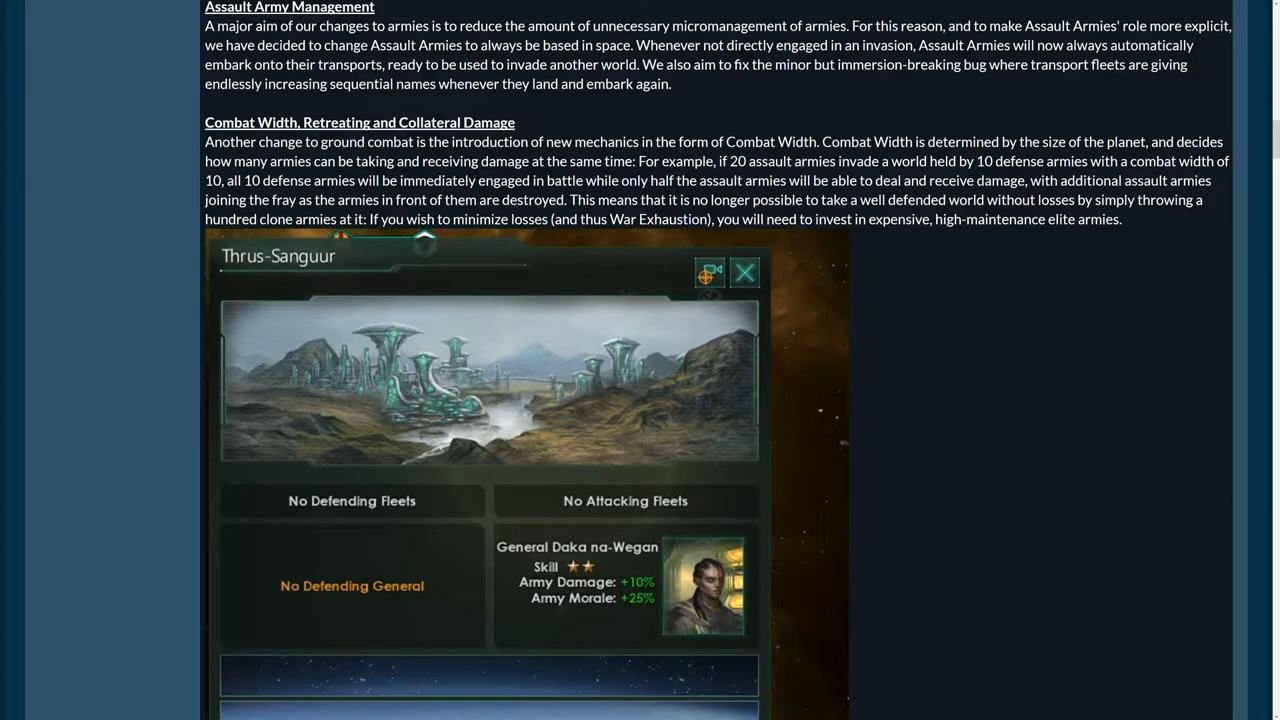 Assault Army Management
A major aim of our changes to armies is to reduce the amount of unnecessary micromanagement of armies. For this reason, and to make Assault Armies' role more explicit,
we have decided to change Assault Armies to always be based in space. Whenever not directly engaged in an invasion, Assault Armies will now always automatically
embark onto their transports, ready to be used to invade another world. We also aim to fix the minor but immersion-breaking bug where transport fleets are giving
endlessly increasing sequential names whenever they land and embark again.
Combat Width, Retreating and Collateral Damage
Another change to ground combat is the introduction of new mechanics in the form of Combat Width. Combat Width is determined by the size of the planet, and decides
how many armies can be taking and receiving damage at the same time: For example, if 20 assault armies invade a world held by 10 defense armies with a combat width of
10, all 10 defense armies will be immediately engaged in battle while only half the assault armies will be able to deal and receive damage, with additional assault armies
joining the fray as the armies in front of them are destroyed. This means that it is no longer possible to take a well defended world without losses by simply throwing a
hundred clone armies at it: If you wish to minimize losses (and thus War Exhaustion), you will need to invest in expensive, high-maintenance elite armies.
Thrus-Sanguur
No Defending Fleets
No Attacking Fleets
No Defending General
General Daka na-Wegan
Skill
Army Damage: +10%
Army Morale: +25%